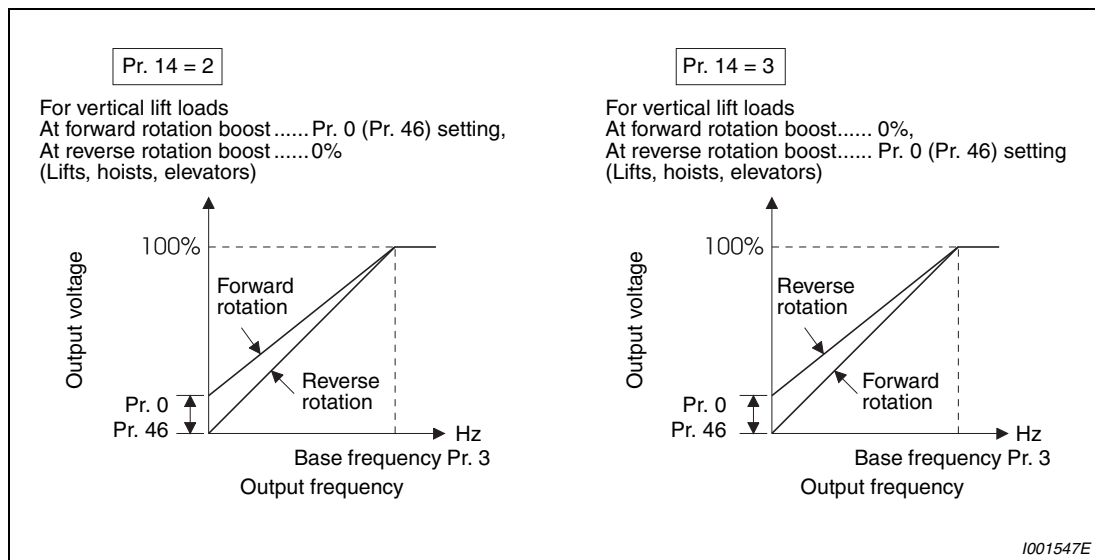 Pr. 14 = 2
For vertical lift loads
At forward rotation boost ...... Pr. 0 (Pr. 46) setting,
At reverse rotation boost ...... 0%
(Lifts, hoists, elevators)
Output voltage
100%
Forward
rotation
Reverse
rotation
Pr. 0
Pr. 46
Hz
Base frequency Pr. 3
Output frequency
Pr. 14 = 3
For vertical lift loads
At forward rotation boost...... 0%,
At reverse rotation boost...... Pr. 0 (Pr. 46) setting
(Lifts, hoists, elevators)
Output voltage
100%
Reverse
rotation
Forward
rotation
Pr. 0
Pr. 46
Hz
Base frequency Pr. 3
Output frequency
I001547E